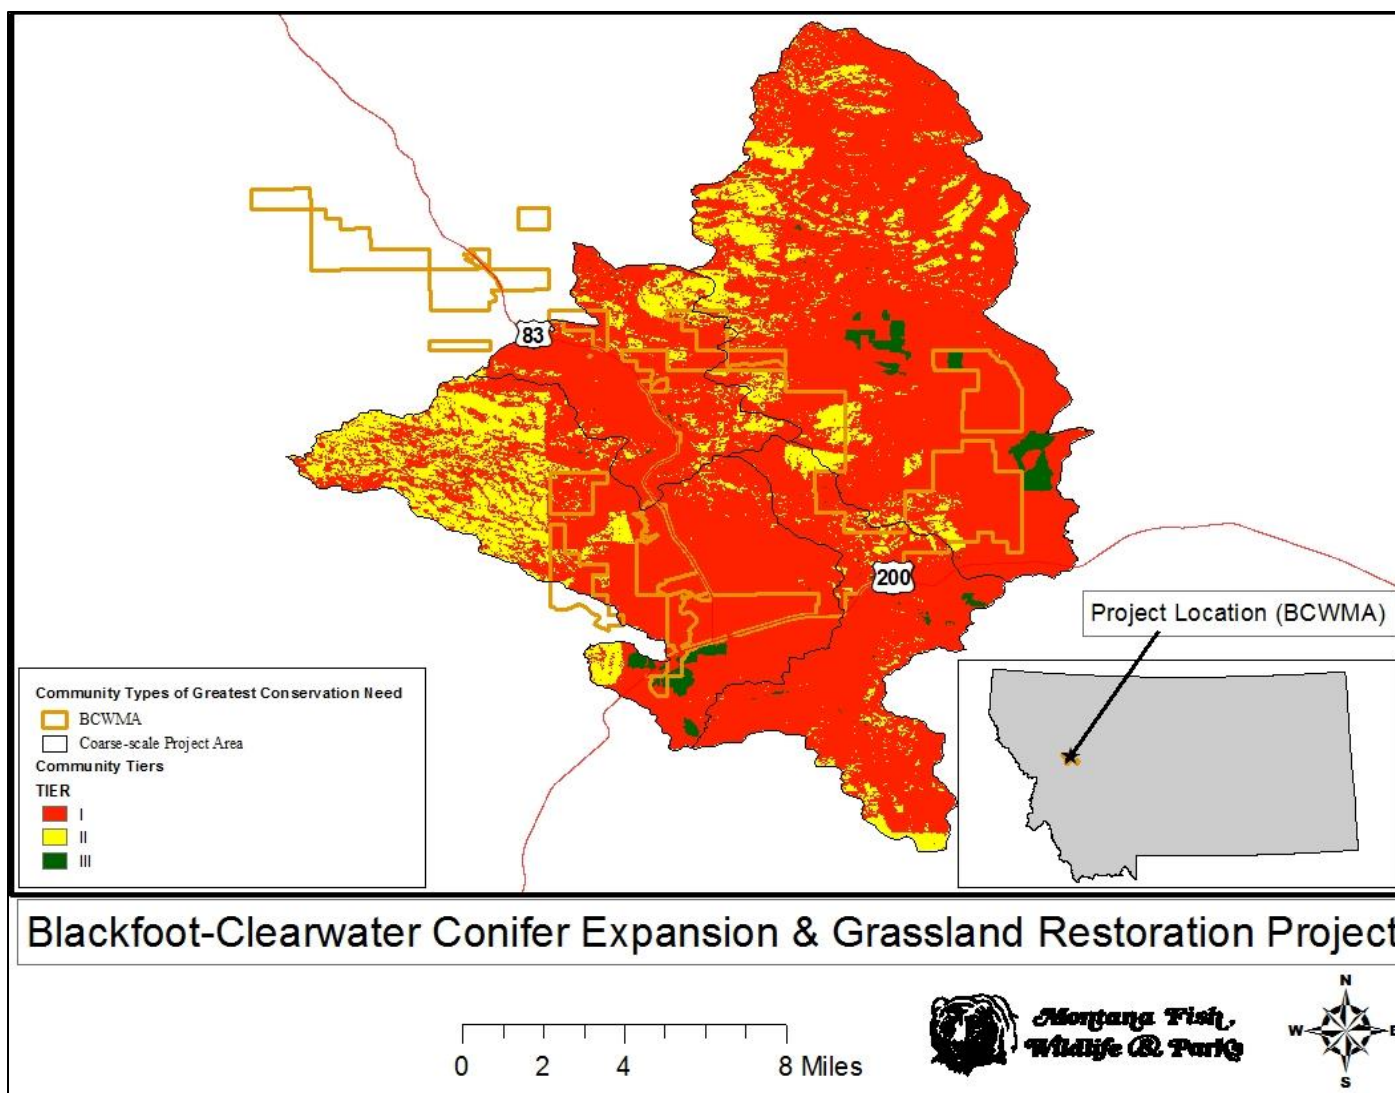 83
200
Project Location (BCWMA)
Community Types of Greatest Conservation Need
BCWMA
Coarse-scale Project Area
Community Tiers
TIER
I
II
III
Blackfoot-Clearwater Conifer Expansion & Grassland Restoration Project
0 2 4 8 Miles
Montana Fish,
Wildlife & Parks
N
W E
S